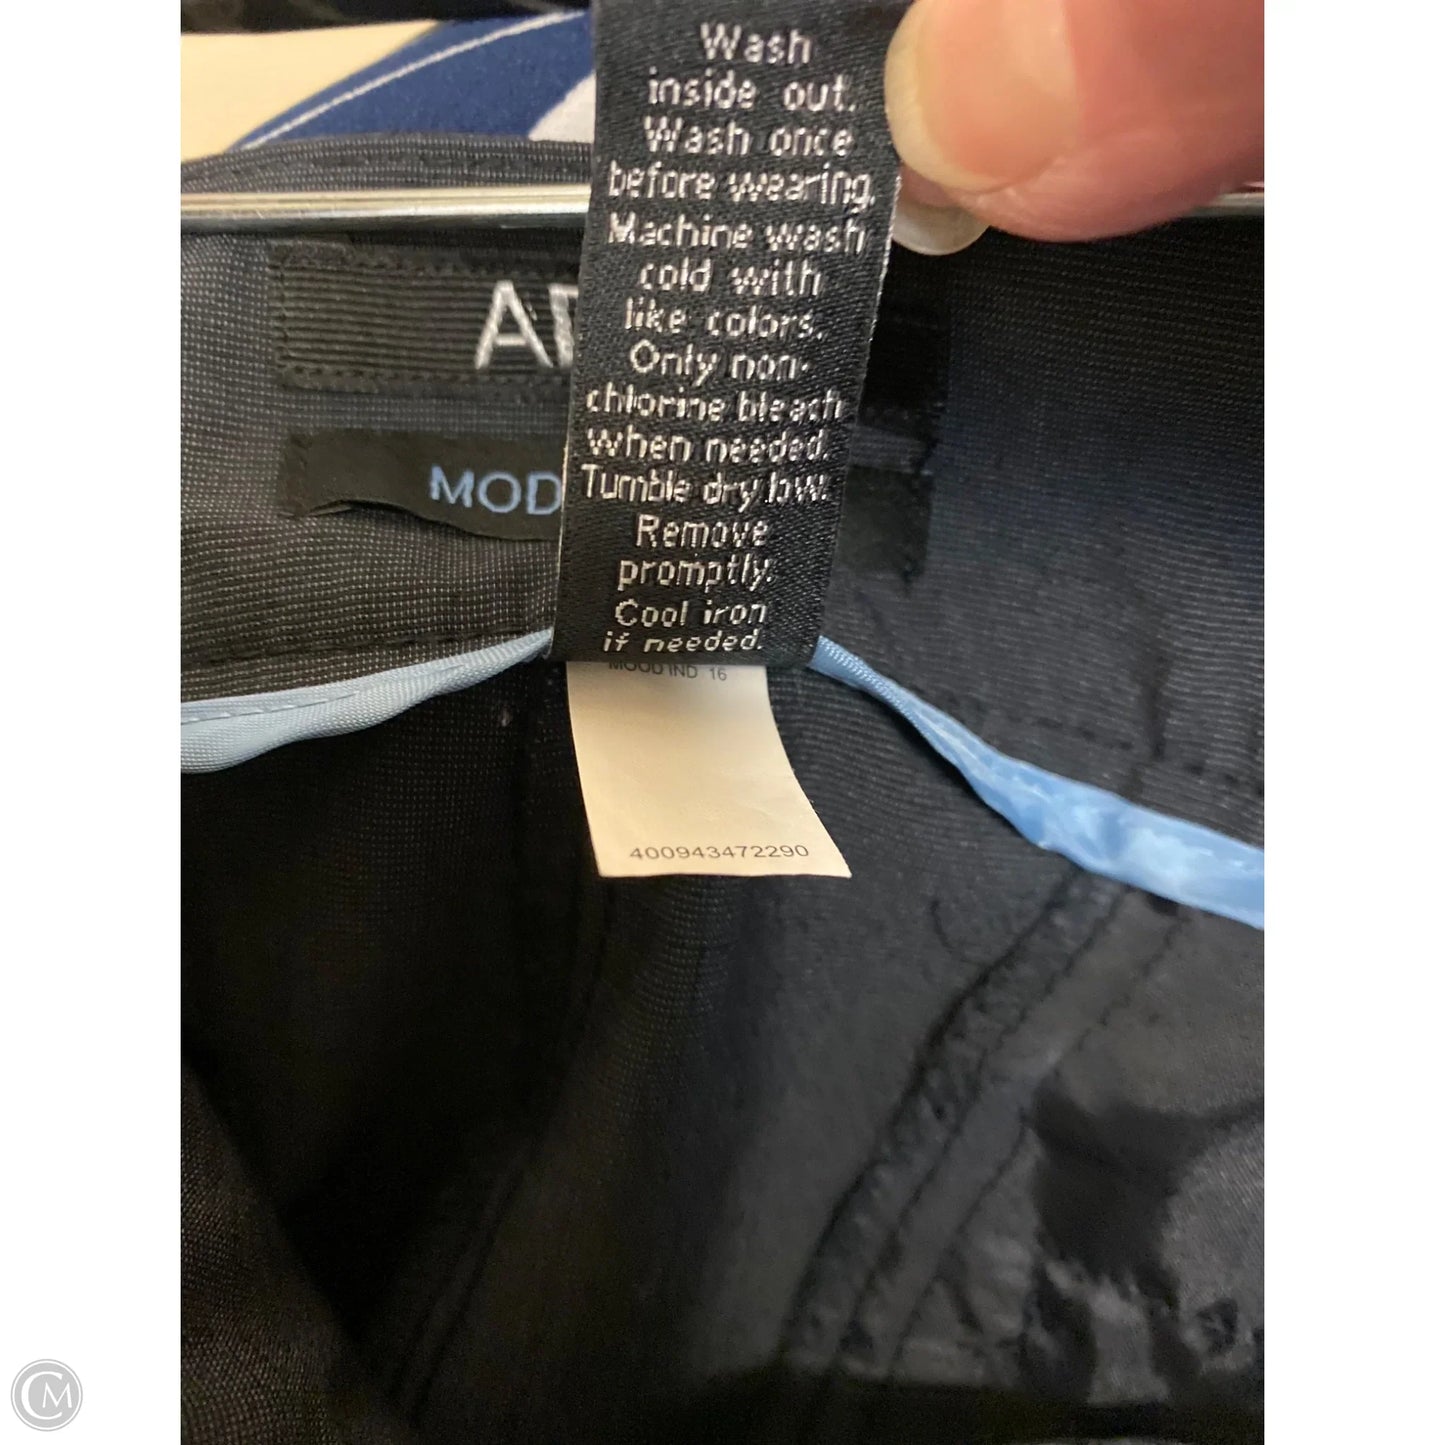 Wash
inside out.
Wash once
before wearing.
Machine wash
cold with
like colors.
Only non-
chlorine bleach
when needed.
Tumble dry low.
Remove
promptly.
Cool iron
if needed.
MOD
MOOD IND 16
400943472290
CM